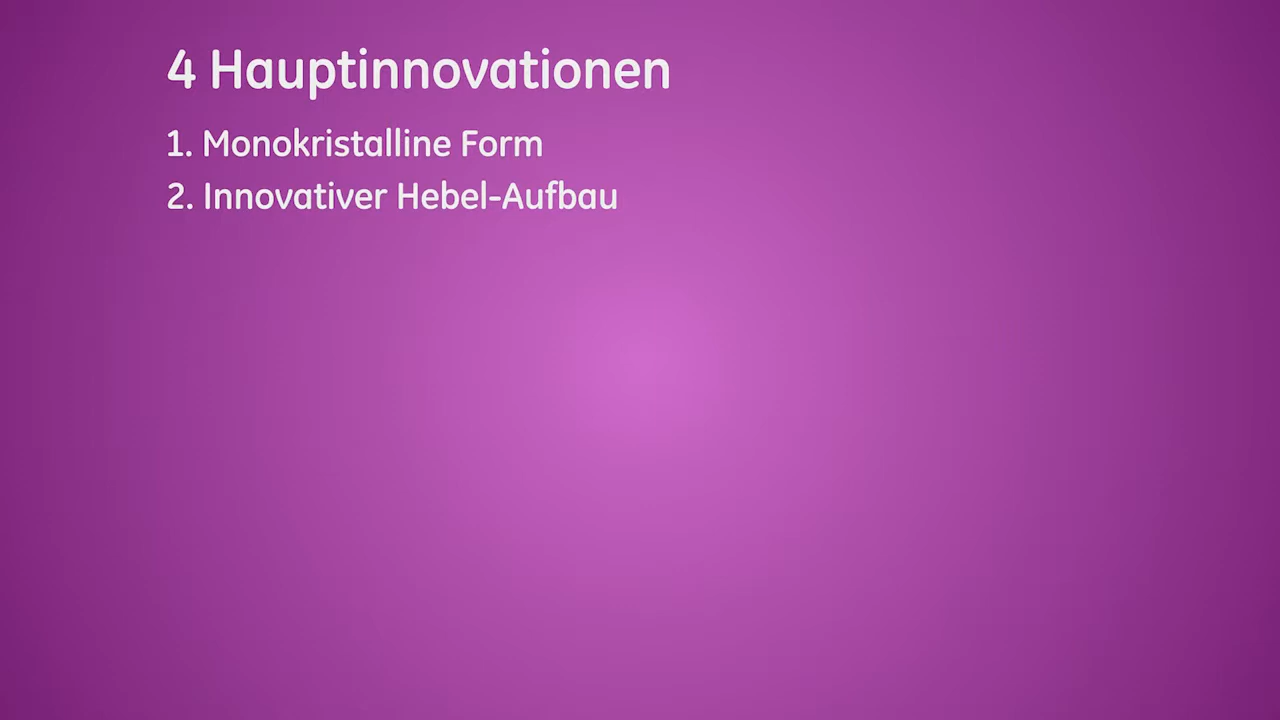 4 Hauptinnovationen
1. Monokristalline Form
2. Innovativer Hebel-Aufbau